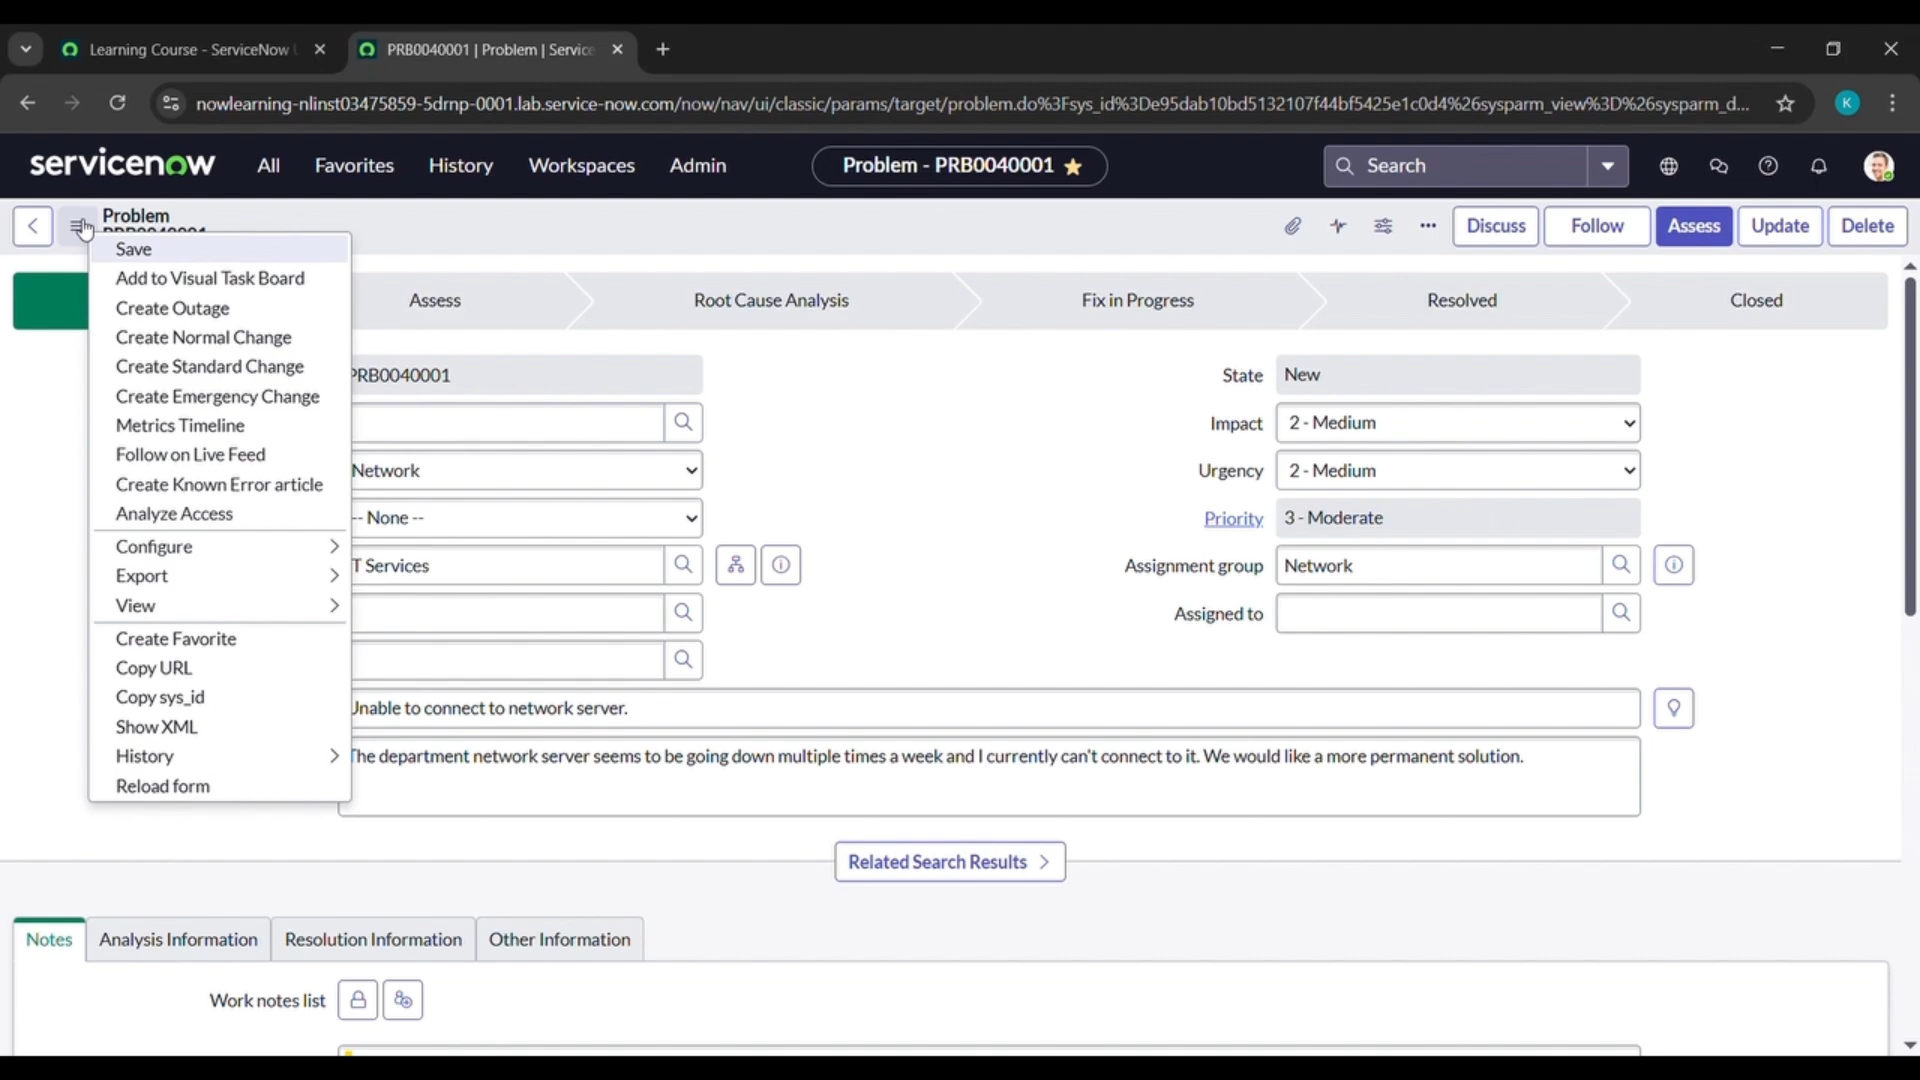 Learning Course - ServiceNow
PRB0040001 | Problem | Service
nowlearning-nlinst03475859-5drnp-0001.lab.service-now.com/now/nav/ui/classic/params/target/problem.do%3Fsys_id%3De95dab10bd5132107f44bf5425e1c0d4%26sysparm_view%3D%26sysparm_d...
K
servicenow All Favorites History Workspaces Admin Problem - PRB0040001 Search
Problem
PRB0040001
Discuss Follow Assess Update Delete
Save
Add to Visual Task Board
Create Outage
Create Normal Change
Create Standard Change
Create Emergency Change
Metrics Timeline
Follow on Live Feed
Create Known Error article
Analyze Access
Configure
Export
View
Create Favorite
Copy URL
Copy sys_id
Show XML
History
Reload form
Assess Root Cause Analysis Fix in Progress Resolved Closed
PRB0040001
State New
Impact 2 - Medium
Network
Urgency 2 - Medium
-- None --
Priority 3 - Moderate
T Services
Assignment group Network
Assigned to
Unable to connect to network server.
The department network server seems to be going down multiple times a week and I currently can't connect to it. We would like a more permanent solution.
Related Search Results
Notes Analysis Information Resolution Information Other Information
Work notes list